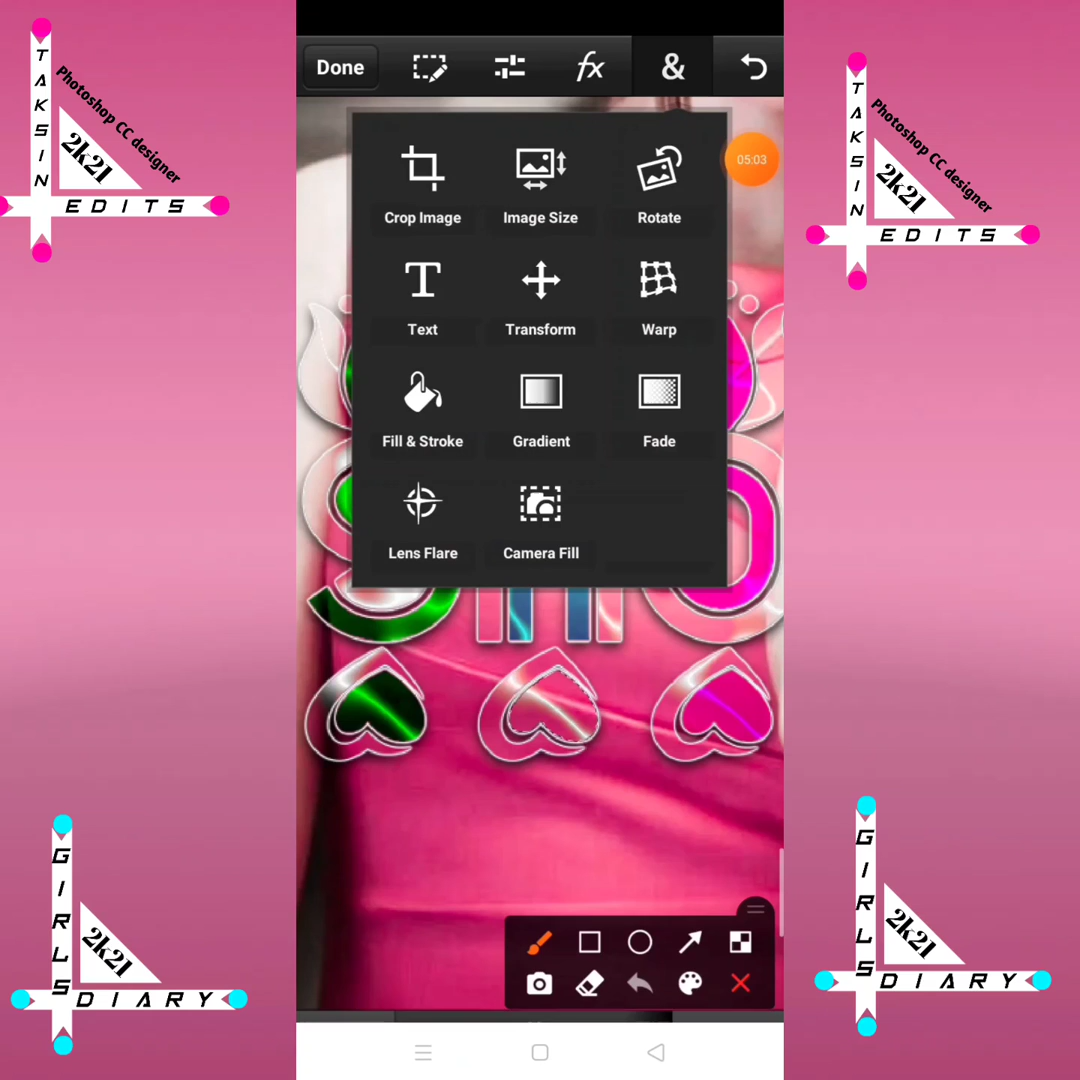 Done
fx
&
05:03
Crop Image
Image Size
Rotate
Text
Transform
Warp
Fill & Stroke
Gradient
Fade
Lens Flare
Camera Fill
TAKSIN
Photoshop CC designer
2k21
EDITS
TAKSIN
Photoshop CC designer
2k21
EDITS
GIRLS
2k21
DIARY
GIRLS
2k21
DIARY